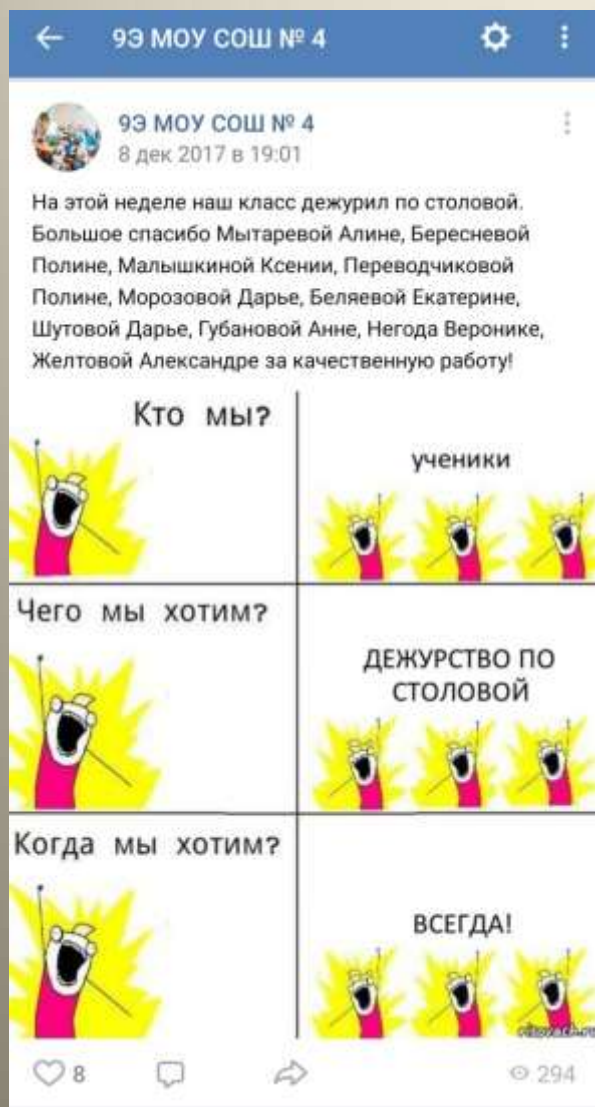 9Э МОУ СОШ № 4
9Э МОУ СОШ № 4
8 дек 2017 в 19:01
На этой неделе наш класс дежурил по столовой.
Большое спасибо Мытаревой Алине, Бересневой
Полине, Малышкиной Ксении, Переводчиковой
Полине, Морозовой Дарье, Беляевой Екатерине,
Шутовой Дарье, Губановой Анне, Негода Веронике,
Желтовой Александре за качественную работу!
Кто мы?
ученики
Чего мы хотим?
ДЕЖУРСТВО ПО
СТОЛОВОЙ
Когда мы хотим?
ВСЕГДА!
risovach.ru
8
294